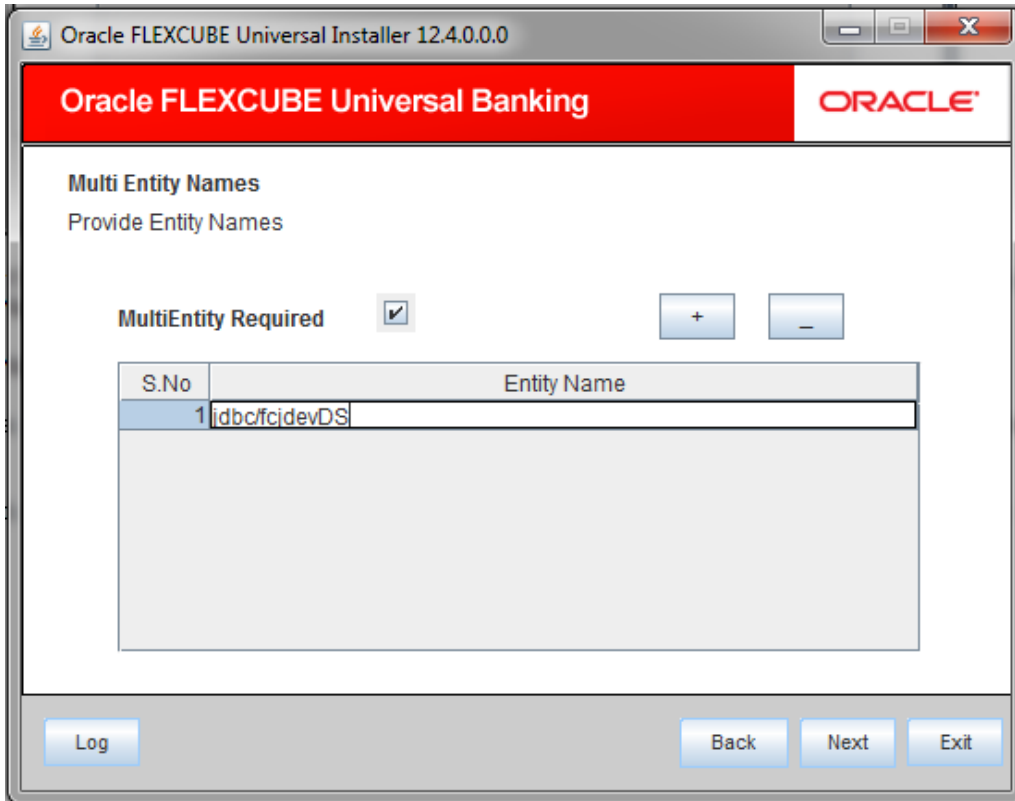 Oracle FLEXCUBE Universal Installer 12.4.0.0.0
Oracle FLEXCUBE Universal Banking
ORACLE®
Multi Entity Names
Provide Entity Names
MultiEntity Required + _
S.No Entity Name
1 jdbc/fcjdevDS
Log Back Next Exit